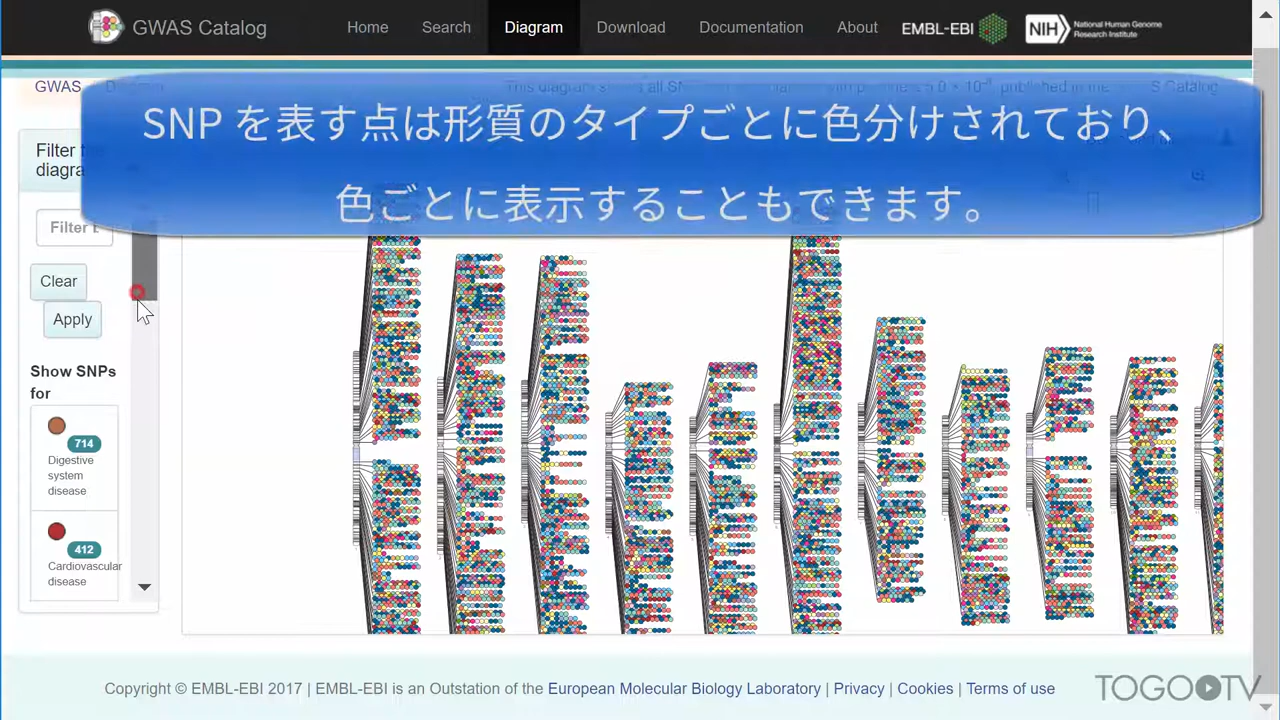 GWAS Catalog
Home Search Diagram Download Documentation About EMBL-EBI NIH National Human Genome Research Institute
GWAS
SNP を表す点は形質のタイプごとに色分けされており、
色ごとに表示することもできます。
Filter
diagra
Filter
Clear
Apply
Show SNPs
for
714
Digestive
system
disease
412
Cardiovascular
disease
Copyright © EMBL-EBI 2017 | EMBL-EBI is an Outstation of the European Molecular Biology Laboratory | Privacy | Cookies | Terms of use
TOGO TV